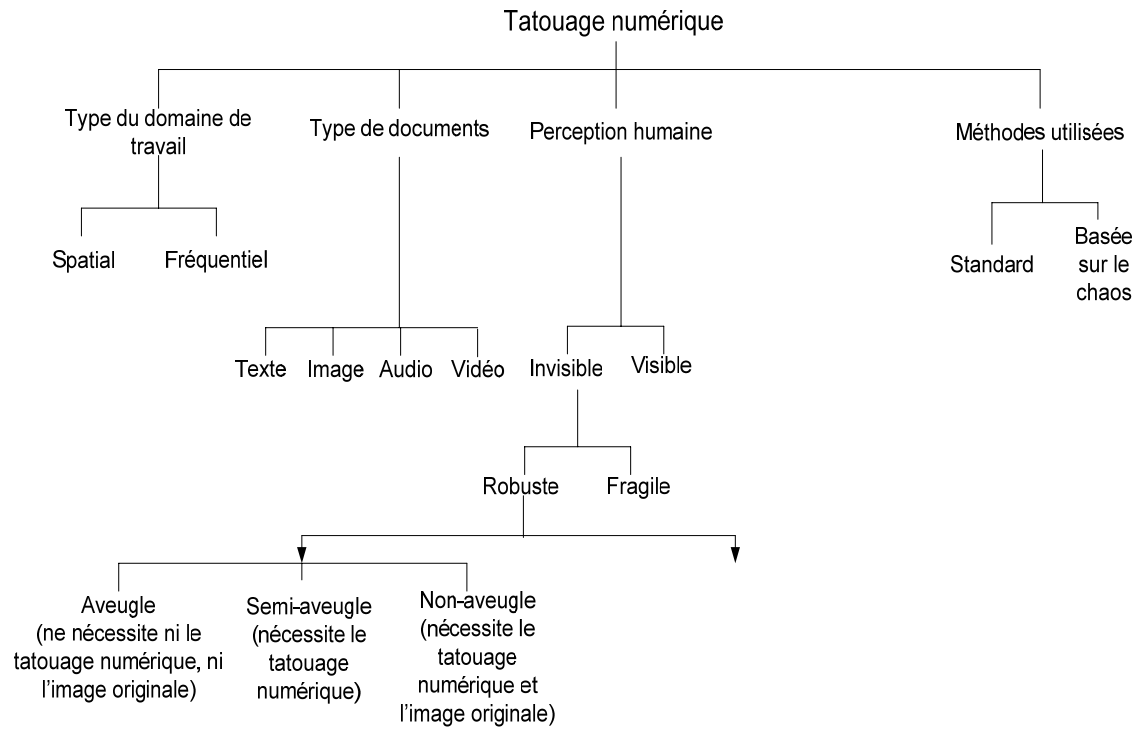 Tatouage numérique
Type du domaine de
travail
Type de documents
Perception humaine
Méthodes utilisées
Spatial
Fréquentiel
Standard
Basée
sur le
chaos
Texte
Image
Audio
Vidéo
Invisible
Visible
Robuste
Fragile
Aveugle
(ne nécessite ni le
tatouage numérique, ni
l'image originale)
Semi-aveugle
(nécessite le
tatouage
numérique)
Non-aveugle
(nécessite le
tatouage
numérique et
l'image originale)